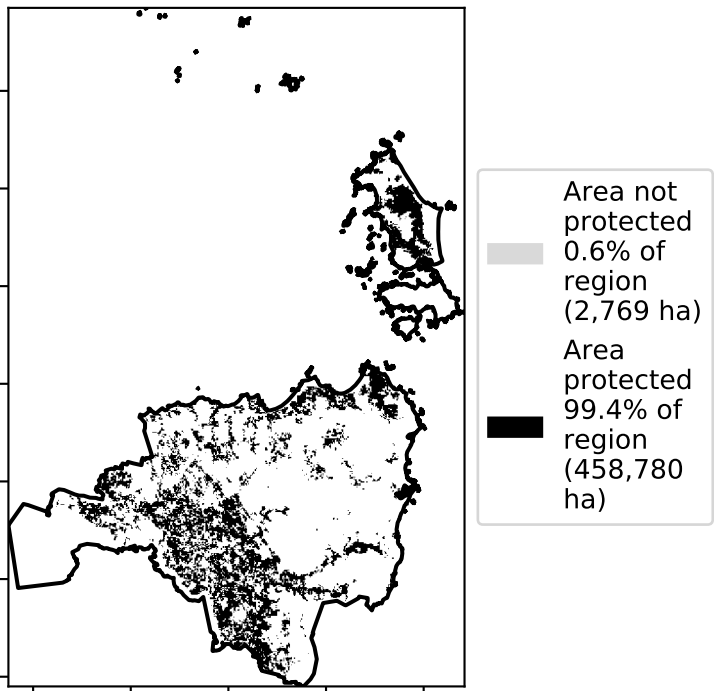 Area not
protected
0.6% of
region
(2,769 ha)
Area
protected
99.4% of
region
(458,780
ha)